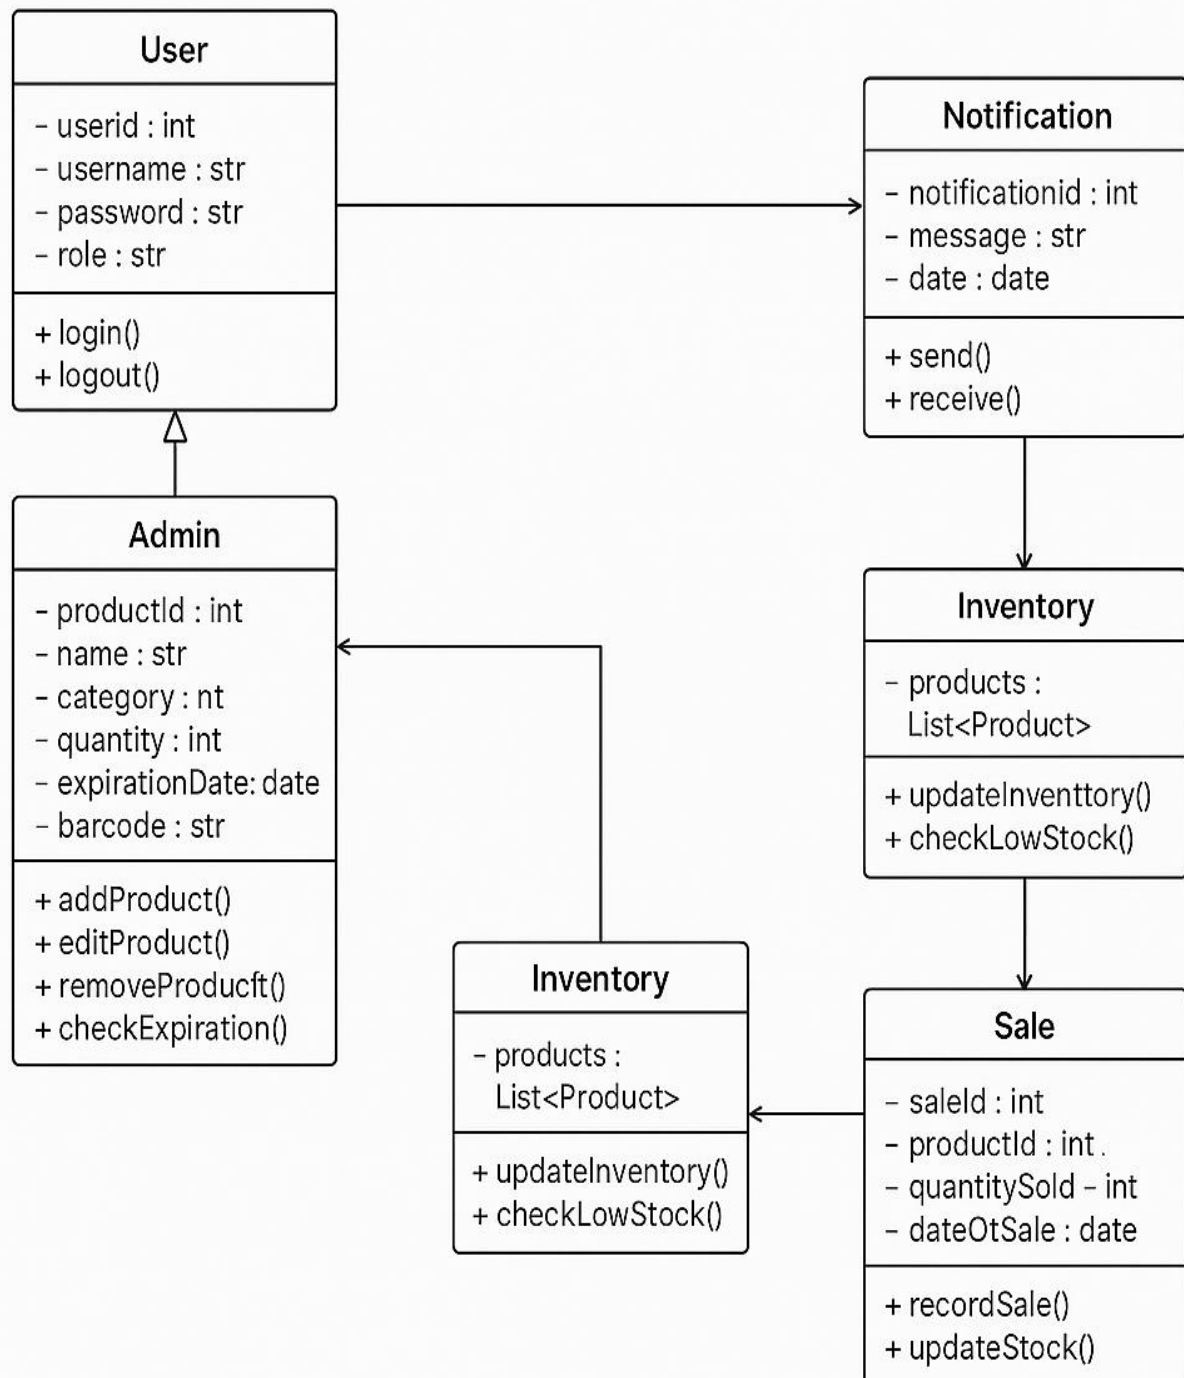 User
- userid : int
- username : str
- password : str
- role : str
+ login()
+ logout()
Notification
- notificationid : int
- message : str
- date : date
+ send()
+ receive()
Admin
- productId : int
- name : str
- category : nt
- quantity : int
- expirationDate: date
- barcode : str
+ addProduct()
+ editProduct()
+ removeProducft()
+ checkExpiration()
Inventory
- products :
List<Product>
+ updateInventtory()
+ checkLowStock()
Inventory
- products :
List<Product>
+ updateInventory()
+ checkLowStock()
Sale
- saleId : int
- productId : int .
- quantitySold - int
- dateOtSale : date
+ recordSale()
+ updateStock()